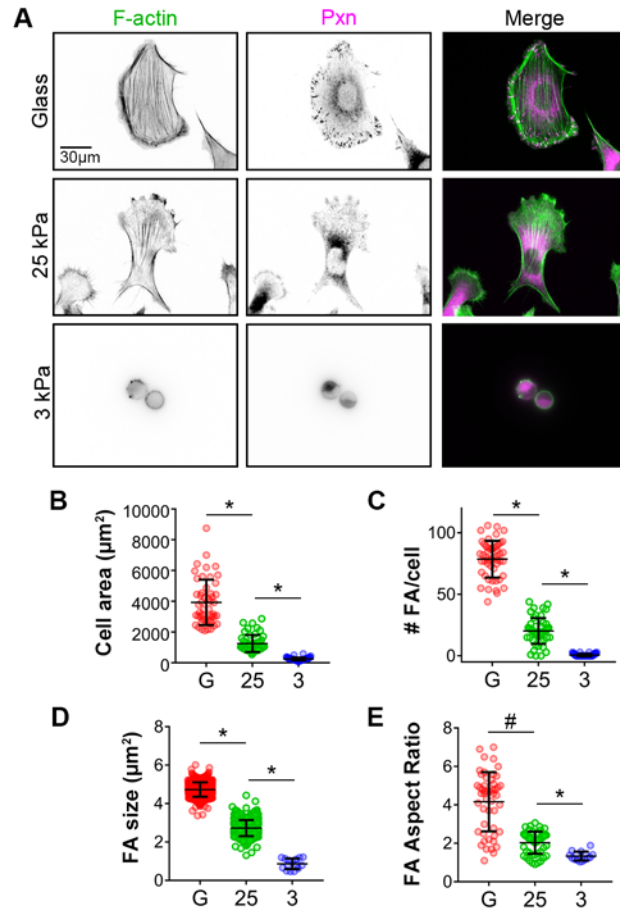 A
F-actin
Pxn
Merge
Glass
30µm
25 kPa
3 kPa
B
Cell area (µm²)
10000
8000
6000
4000
2000
0
*
*
G 25 3
C
# FA/cell
100
50
0
*
*
G 25 3
D
FA size (µm²)
6
4
2
0
*
*
G 25 3
E
FA Aspect Ratio
8
6
4
2
0
#
*
G 25 3